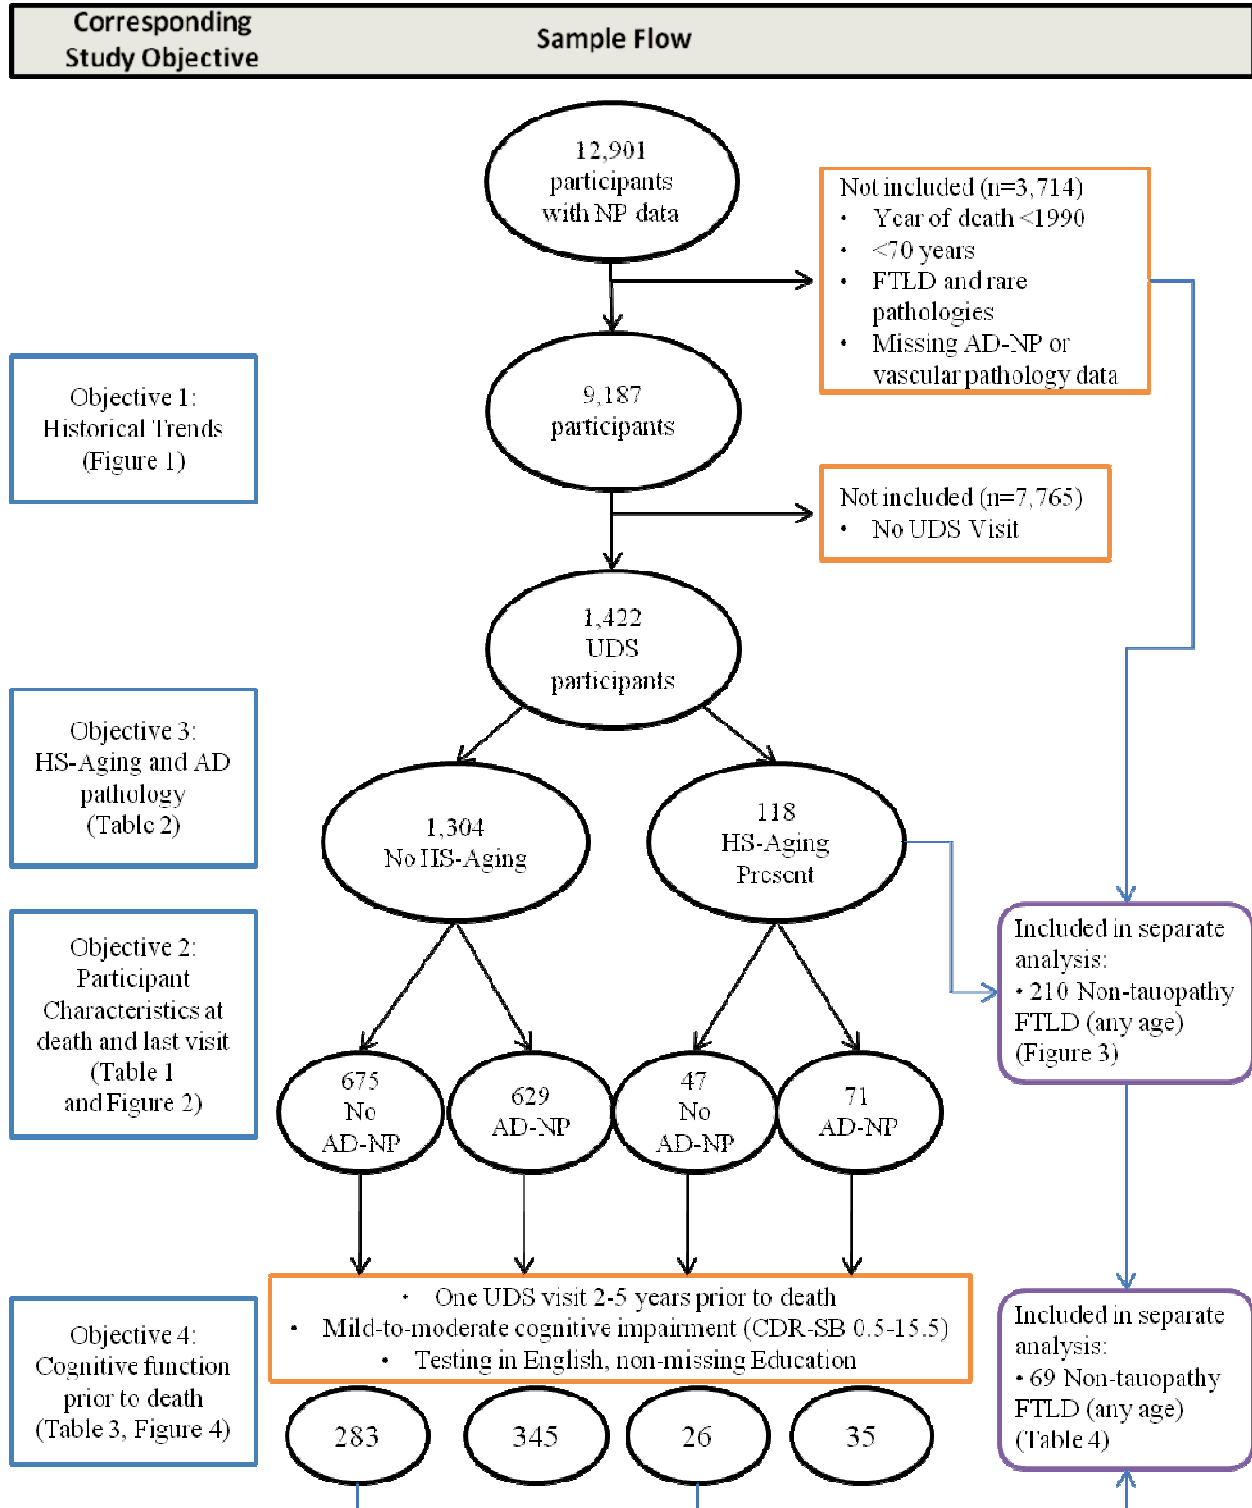 Corresponding
Study Objective
Sample Flow
12,901
participants
with NP data
Not included (n=3,714)
• Year of death <1990
• <70 years
• FTLD and rare
pathologies
• Missing AD-NP or
vascular pathology data
Objective 1:
Historical Trends
(Figure 1)
9,187
participants
Not included (n=7,765)
• No UDS Visit
1,422
UDS
participants
Objective 3:
HS-Aging and AD
pathology
(Table 2)
1,304
No HS-Aging
118
HS-Aging
Present
Objective 2:
Participant
Characteristics at
death and last visit
(Table 1
and Figure 2)
Included in separate
analysis:
• 210 Non-tauopathy
FTLD (any age)
(Figure 3)
675
No
AD-NP
629
AD-NP
47
No
AD-NP
71
AD-NP
• One UDS visit 2-5 years prior to death
• Mild-to-moderate cognitive impairment (CDR-SB 0.5-15.5)
• Testing in English, non-missing Education
Objective 4:
Cognitive function
prior to death
(Table 3, Figure 4)
283
345
26
35
Included in separate
analysis:
• 69 Non-tauopathy
FTLD (any age)
(Table 4)